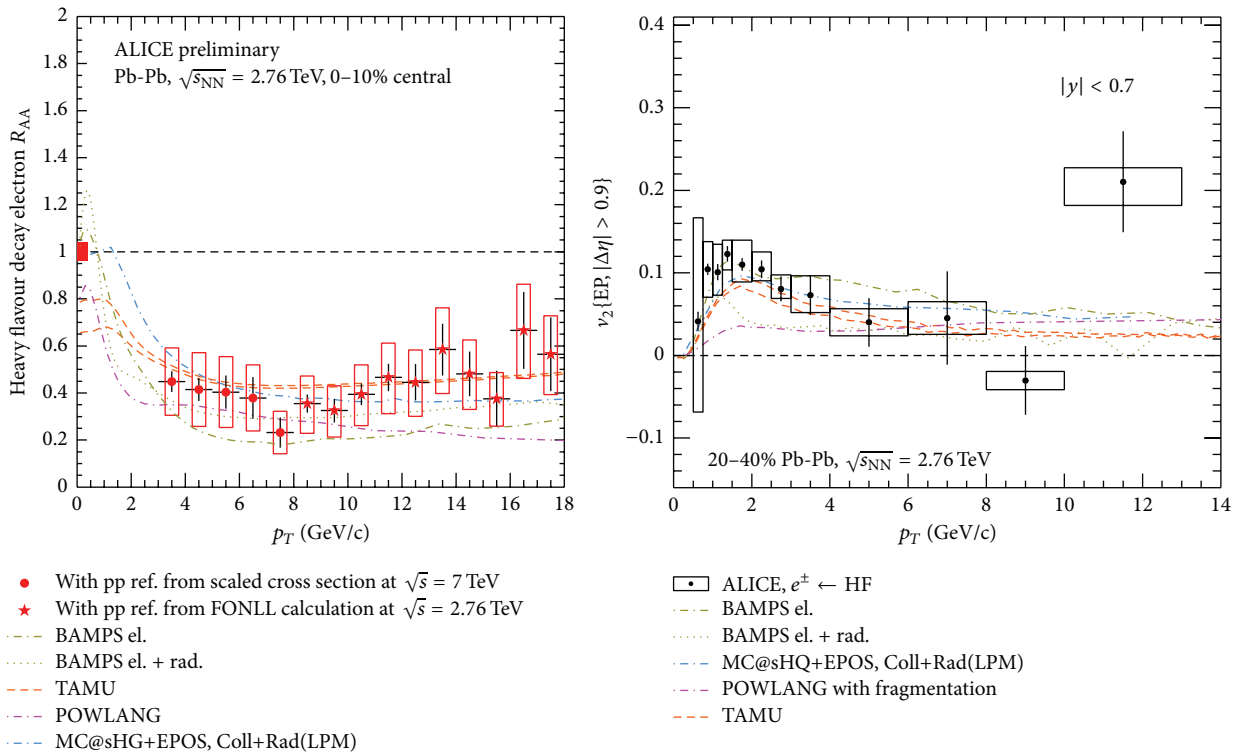 ALICE preliminary
Pb-Pb, √sNN = 2.76 TeV, 0–10% central
Heavy flavour decay electron RAA
2
1.8
1.6
1.4
1.2
1
0.8
0.6
0.4
0.2
0
0 2 4 6 8 10 12 14 16 18
pT (GeV/c)
With pp ref. from scaled cross section at √s = 7 TeV
With pp ref. from FONLL calculation at √s = 2.76 TeV
BAMPS el.
BAMPS el. + rad.
TAMU
POWLANG
MC@sHG+EPOS, Coll+Rad(LPM)
|y| < 0.7
v2{EP, |Δη| > 0.9}
0.4
0.3
0.2
0.1
0
−0.1
20–40% Pb-Pb, √sNN = 2.76 TeV
0 2 4 6 8 10 12 14
pT (GeV/c)
ALICE, e± ← HF
BAMPS el.
BAMPS el. + rad.
MC@sHQ+EPOS, Coll+Rad(LPM)
POWLANG with fragmentation
TAMU